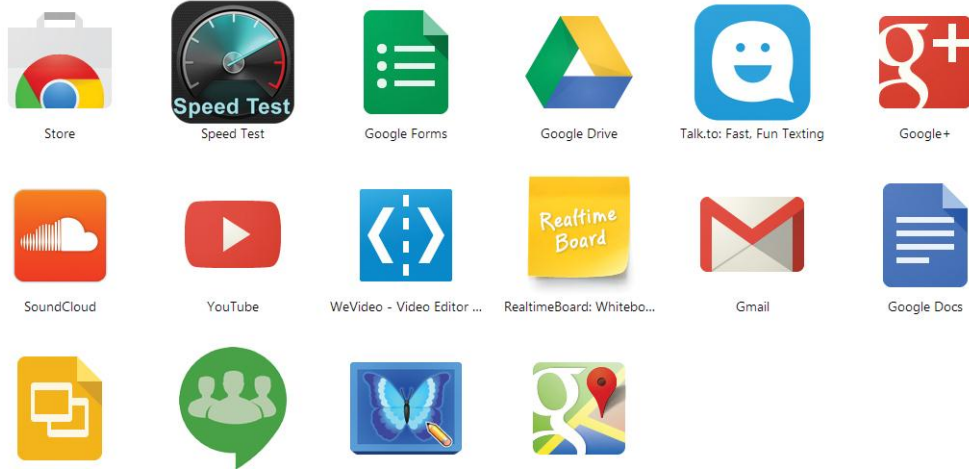 Speed Test
Store
Speed Test
Google Forms
Google Drive
Talk.to: Fast, Fun Texting
g+
Google+
Realtime
Board
SoundCloud
YouTube
WeVideo - Video Editor ...
RealtimeBoard: Whitebo...
Gmail
Google Docs
g